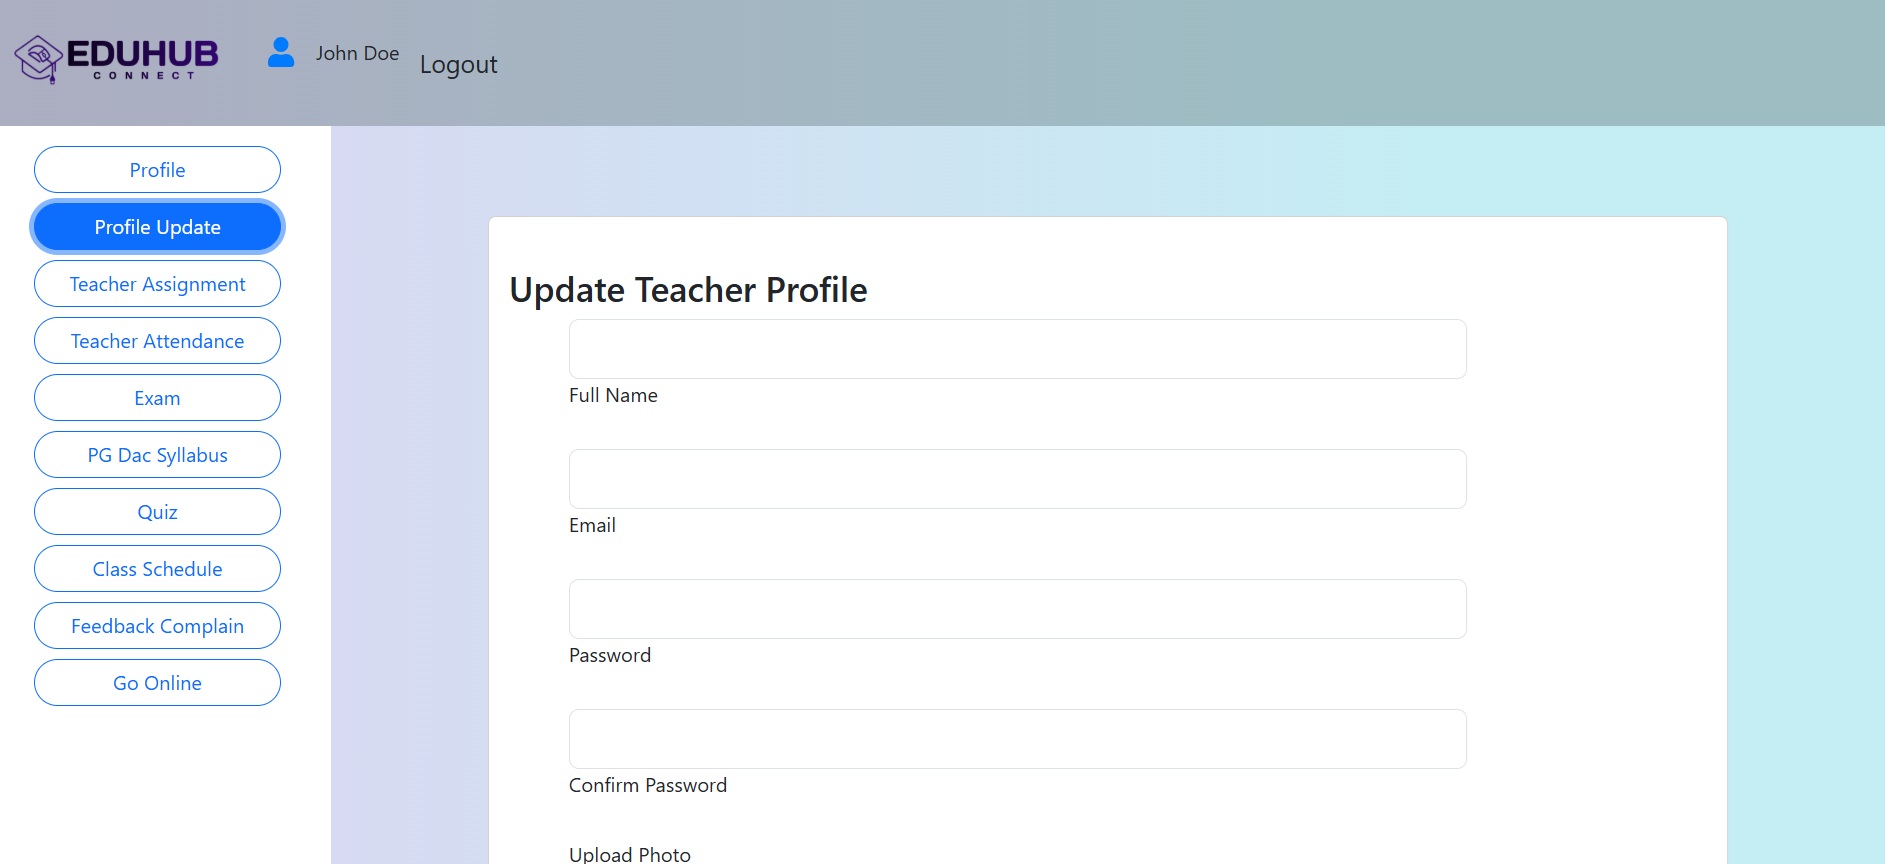 EDUHUB
CONNECT
John Doe
Logout
Profile
Profile Update
Teacher Assignment
Teacher Attendance
Exam
PG Dac Syllabus
Quiz
Class Schedule
Feedback Complain
Go Online
Update Teacher Profile
Full Name
Email
Password
Confirm Password
Upload Photo